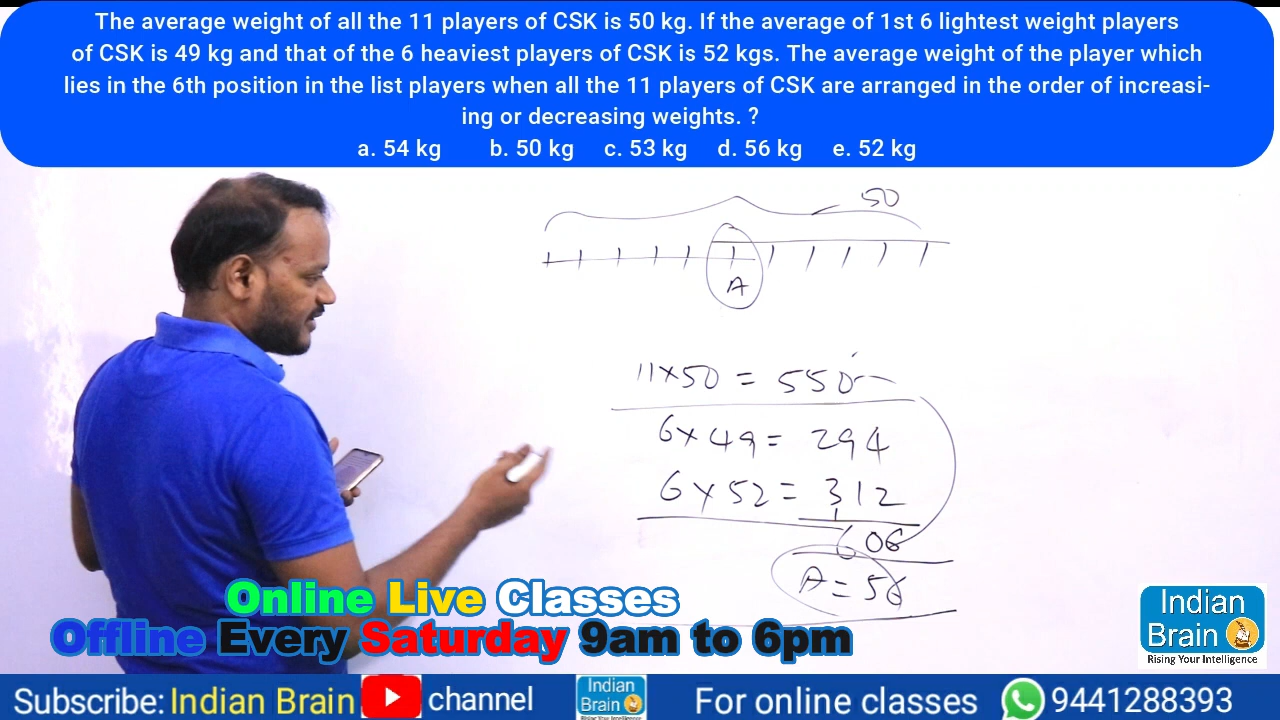 The average weight of all the 11 players of CSK is 50 kg. If the average of 1st 6 lightest weight players
of CSK is 49 kg and that of the 6 heaviest players of CSK is 52 kgs. The average weight of the player which
lies in the 6th position in the list players when all the 11 players of CSK are arranged in the order of increasi-
ing or decreasing weights. ?
a. 54 kg b. 50 kg c. 53 kg d. 56 kg e. 52 kg
50
A
11×50 = 550
6×49 = 294
6×52 = 312
606
A = 56
Online Live Classes
Offline Every Saturday 9am to 6pm
Indian
Brain
Rising Your Intelligence
Subscribe: Indian Brain channel
Indian
Brain
Rising Your Intelligence
For online classes 9441288393